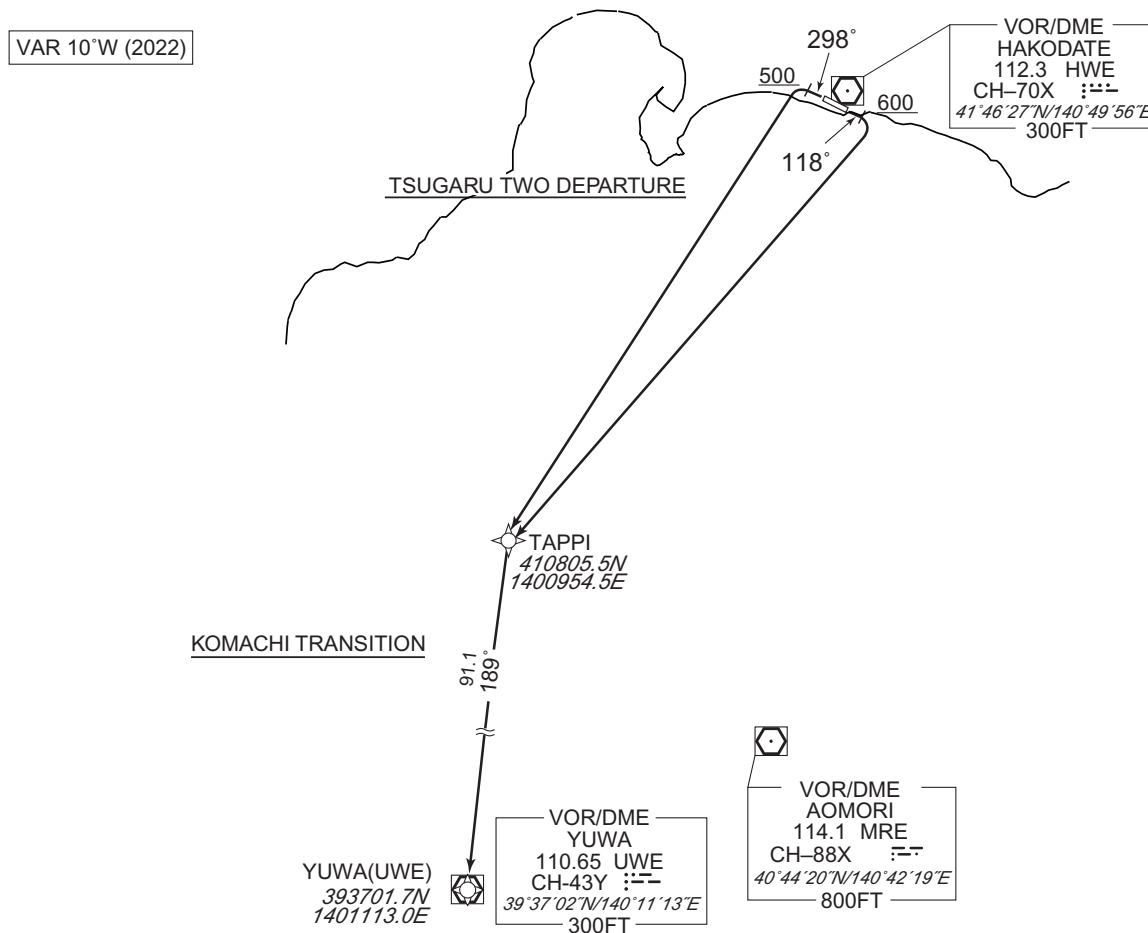 VAR 10°W (2022)
VOR/DME
HAKODATE
112.3 HWE
CH–70X
41°46´27˝N/140°49´56˝E
300FT
298°
500
600
118°
TSUGARU TWO DEPARTURE
TAPPI
410805.5N
1400954.5E
KOMACHI TRANSITION
91.1
189°
VOR/DME
AOMORI
114.1 MRE
CH–88X
40°44´20˝N/140°42´19˝E
800FT
VOR/DME
YUWA
110.65 UWE
CH-43Y
39°37´02˝N/140°11´13˝E
300FT
YUWA(UWE)
393701.7N
1401113.0E